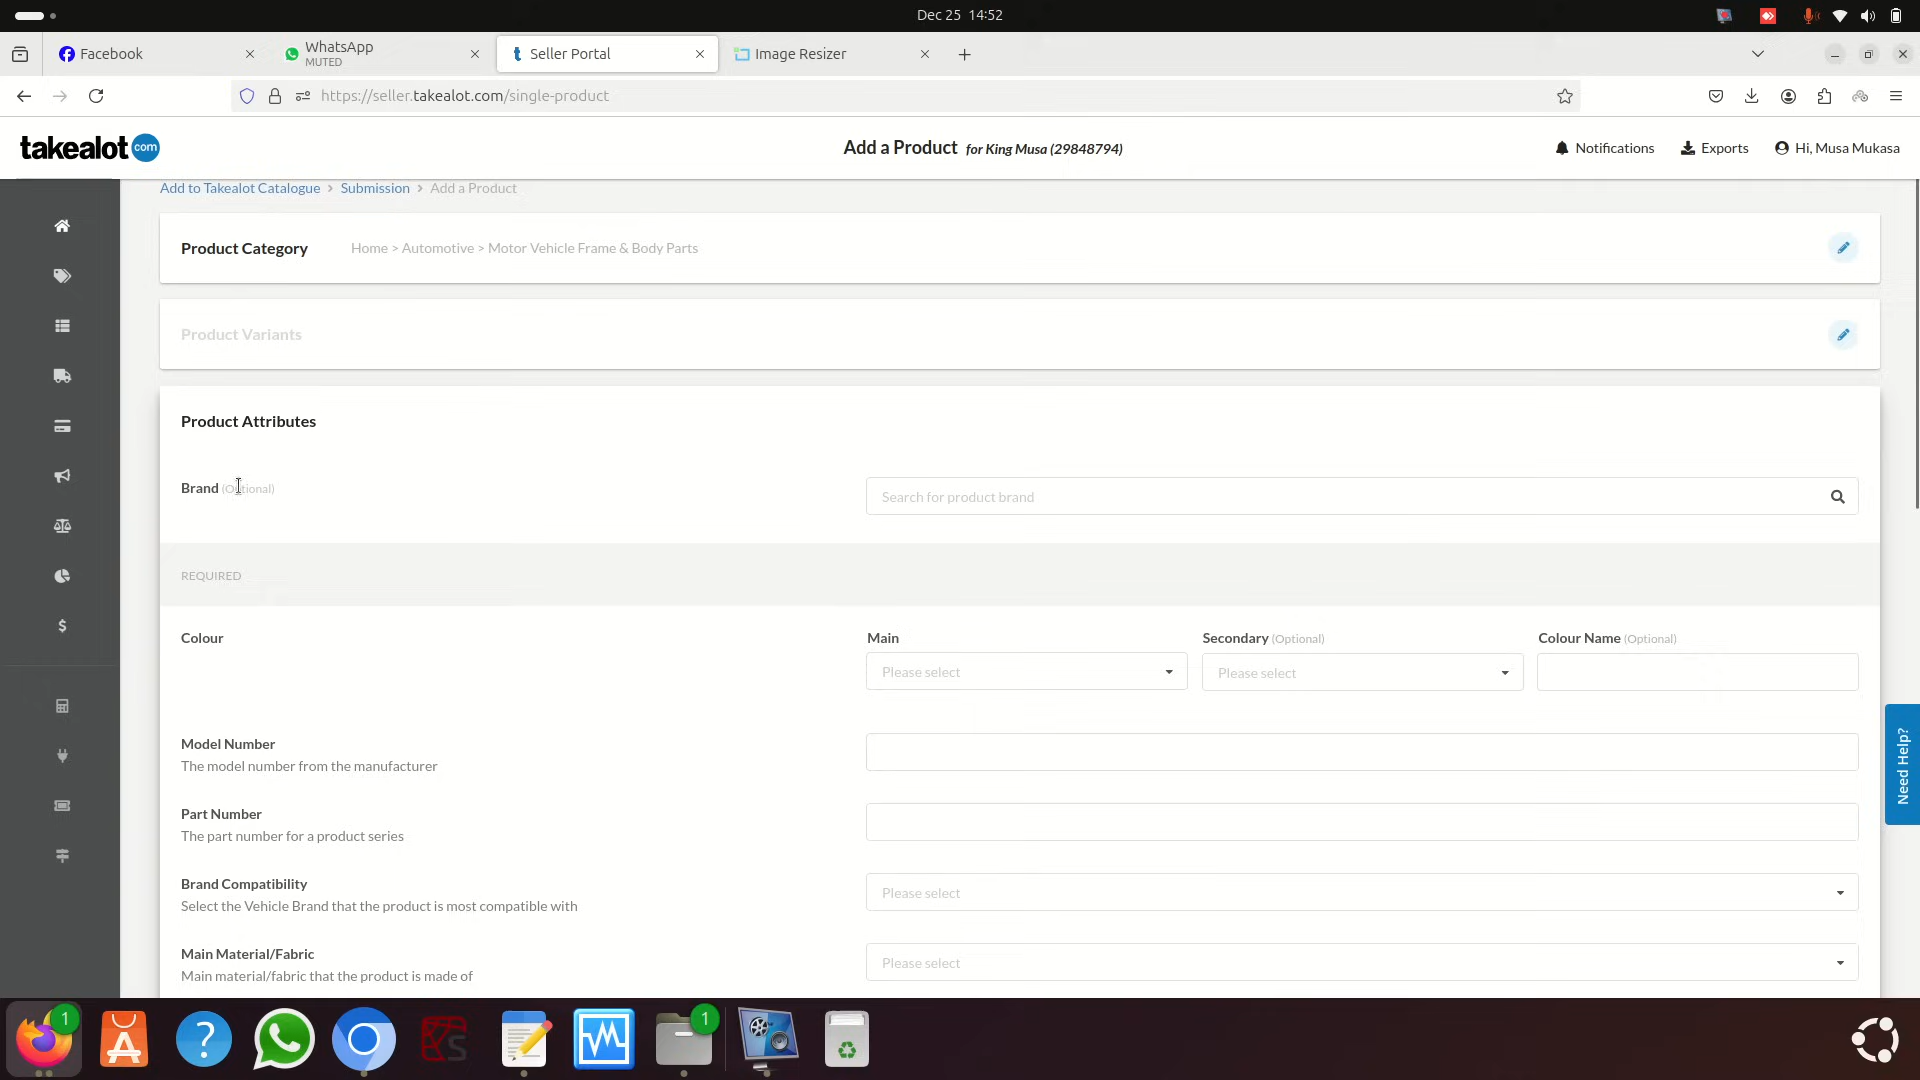 Dec 25 14:52
Facebook
WhatsApp
MUTED
Seller Portal
Image Resizer
https://seller.takealot.com/single-product
takealot com
Add a Product for King Musa (29848794)
Notifications
Exports
Hi, Musa Mukasa
Add to Takealot Catalogue > Submission > Add a Product
Product Category
Home > Automotive > Motor Vehicle Frame & Body Parts
Product Variants
Product Attributes
Brand (Optional)
Search for product brand
REQUIRED
Colour
Main
Secondary (Optional)
Colour Name (Optional)
Please select
Please select
Model Number
The model number from the manufacturer
Part Number
The part number for a product series
Brand Compatibility
Select the Vehicle Brand that the product is most compatible with
Please select
Main Material/Fabric
Main material/fabric that the product is made of
Please select
Need Help?
1
1